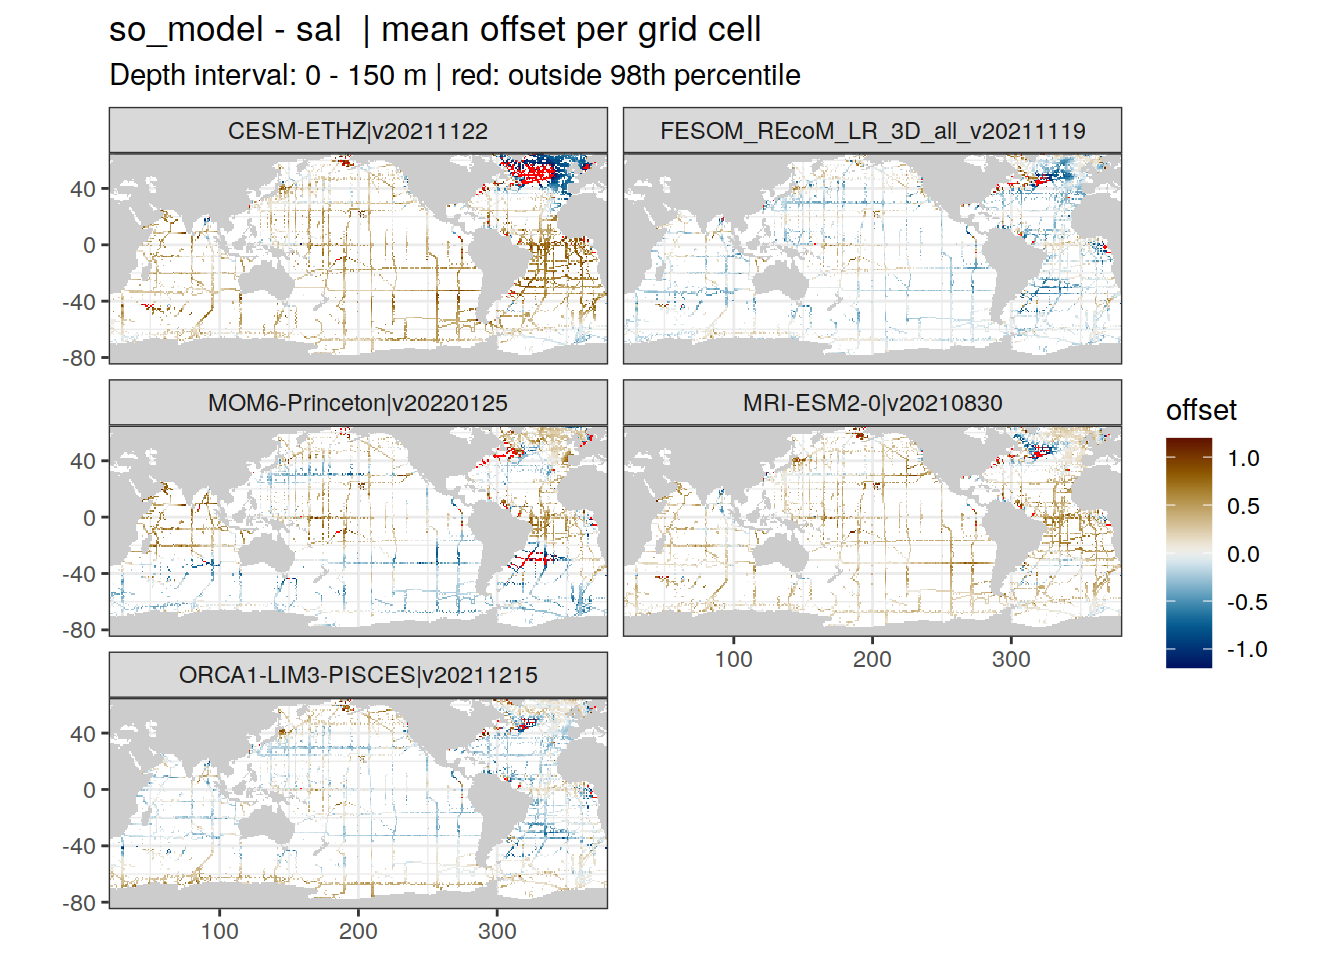 so_model - sal  | mean offset per grid cell
Depth interval: 0 - 150 m | red: outside 98th percentile
CESM-ETHZ|v20211122
FESOM_REcoM_LR_3D_all_v20211119
40
0
-40
-80
MOM6-Princeton|v20220125
MRI-ESM2-0|v20210830
40
0
-40
-80
100
200
300
ORCA1-LIM3-PISCES|v20211215
40
0
-40
-80
100
200
300
offset
1.0
0.5
0.0
-0.5
-1.0